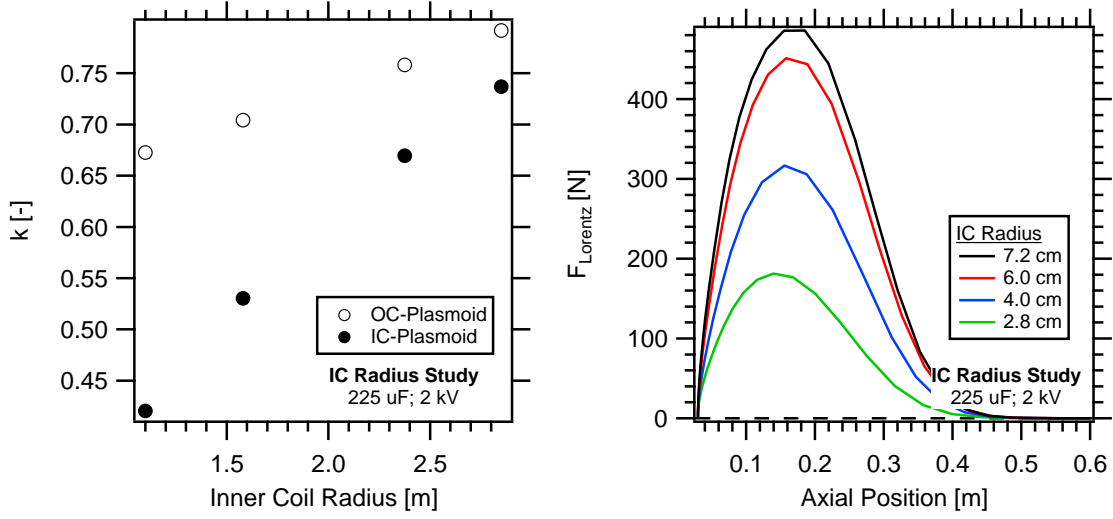 k [-]
0.75
0.70
0.65
0.60
0.55
0.50
0.45
OC-Plasmoid
IC-Plasmoid
IC Radius Study
225 uF; 2 kV
1.5
2.0
2.5
Inner Coil Radius [m]
F_Lorentz [N]
400
300
200
100
0
IC Radius
7.2 cm
6.0 cm
4.0 cm
2.8 cm
IC Radius Study
225 uF; 2 kV
0.1
0.2
0.3
0.4
0.5
0.6
Axial Position [m]